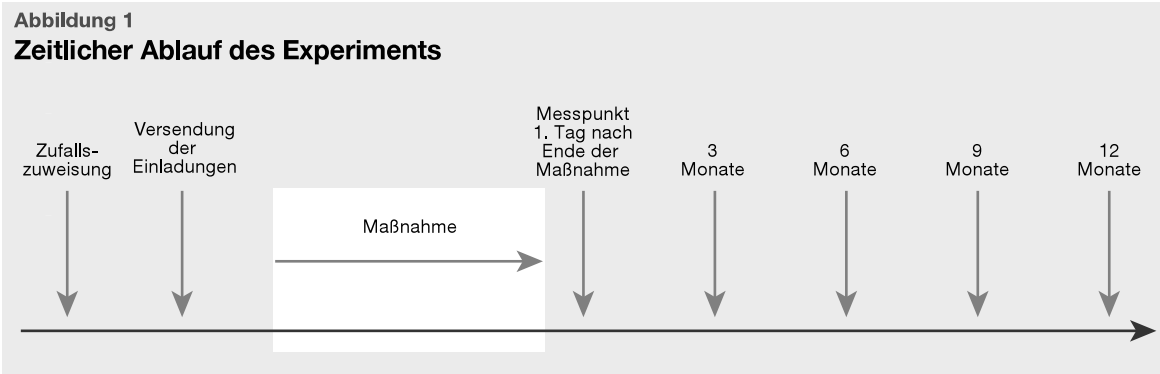 Abbildung 1
Zeitlicher Ablauf des Experiments
Zufalls-
zuweisung
Versendung
der
Einladungen
Maßnahme
Messpunkt
1. Tag nach
Ende der
Maßnahme
3
Monate
6
Monate
9
Monate
12
Monate